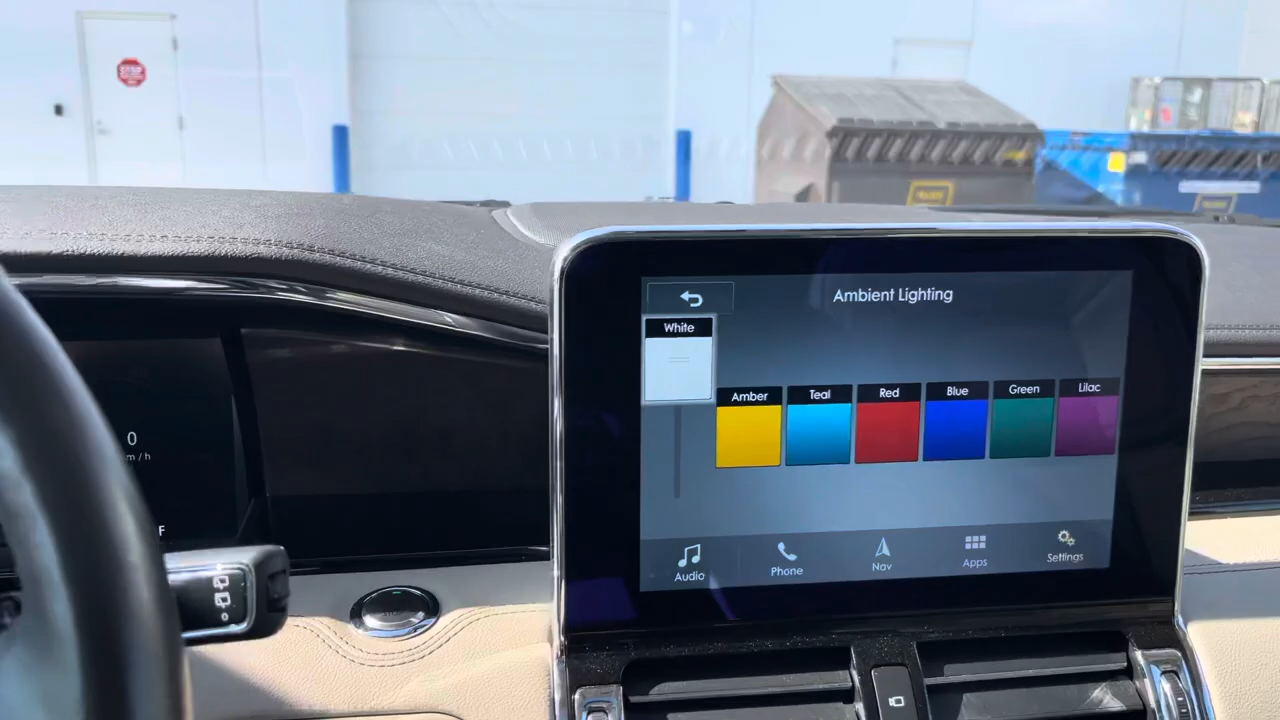 STOP
Ambient Lighting
White
Amber
Teal
Red
Blue
Green
Lilac
0
m / h
F
Audio
Phone
Nav
Apps
Settings